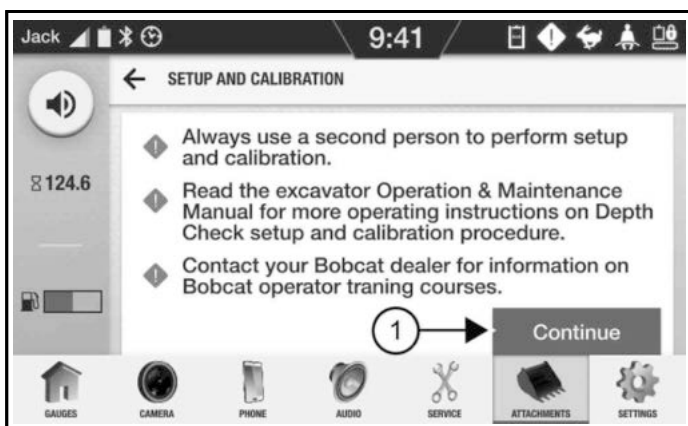 Jack 9:41
SETUP AND CALIBRATION
Always use a second person to perform setup
and calibration.
124.6
Read the excavator Operation & Maintenance
Manual for more operating instructions on Depth
Check setup and calibration procedure.
Contact your Bobcat dealer for information on
Bobcat operator traning courses.
1
Continue
GAUGES CAMERA PHONE AUDIO SERVICE ATTACHMENTS SETTINGS